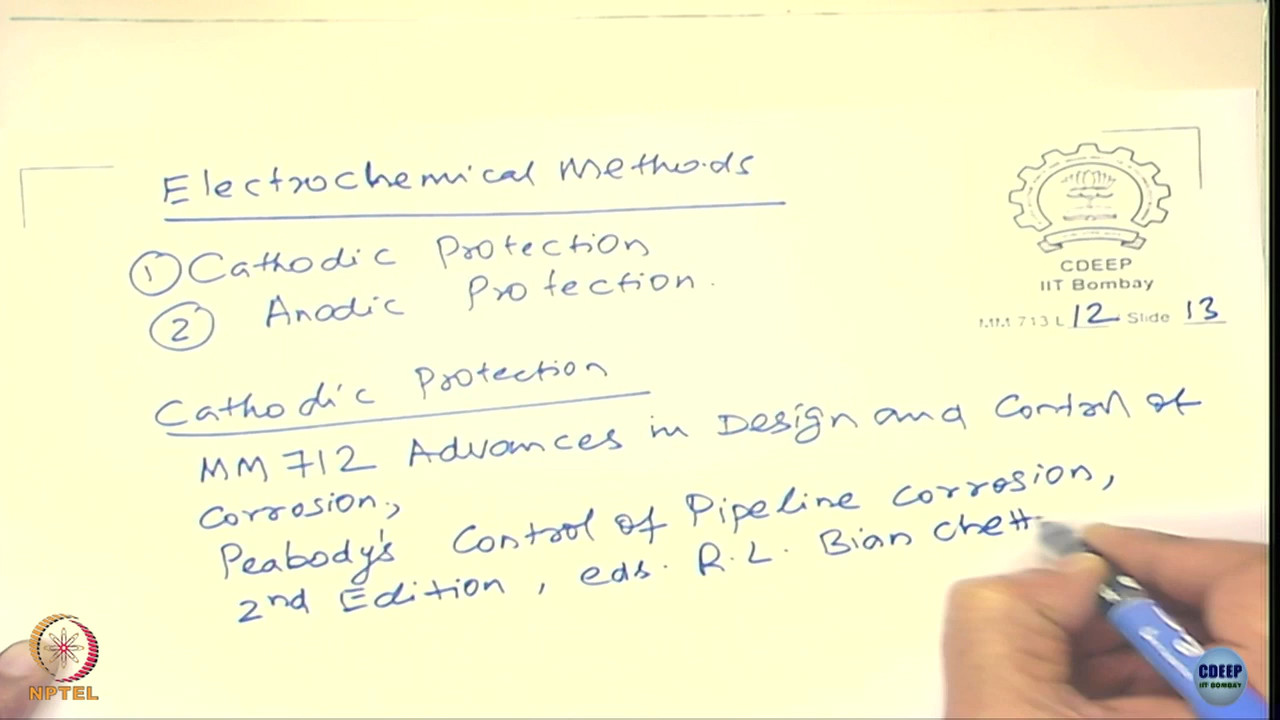 Electrochemical Methods
① Cathodic Protection
② Anodic Protection.
CDEEP
IIT Bombay
MM 713 L 12 Slide 13
Cathodic Protection
MM 712 Advances in Design and Control of
Corrosion,
Peabody's Control of Pipeline Corrosion,
2nd Edition, eds. R.L. Bian chett
NPTEL
CDEEP
IIT BOMBAY